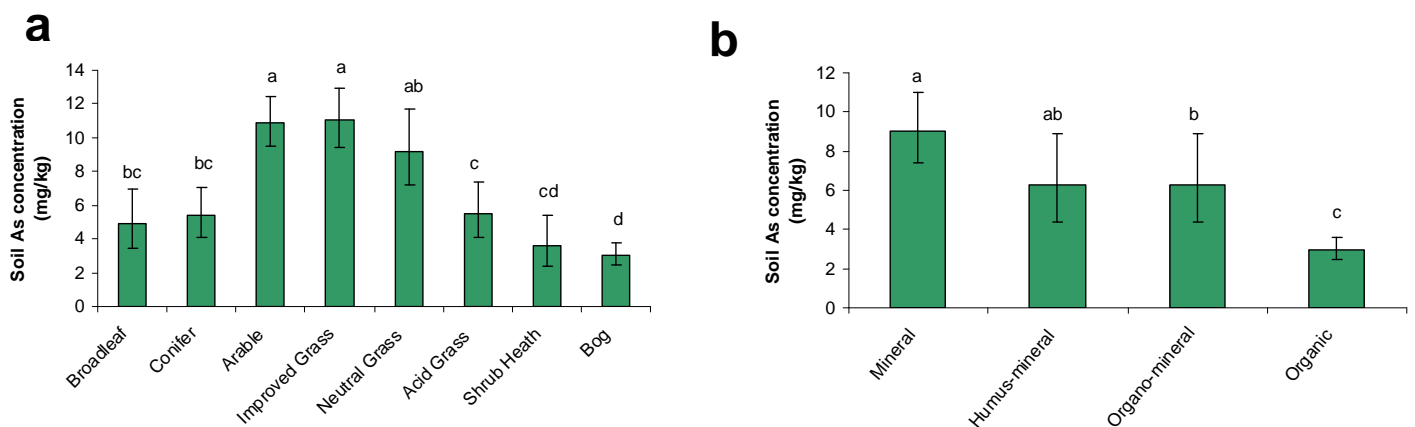 a
Soil As concentration
(mg/kg)
14
12
10
8
6
4
2
0
bc
bc
a
a
ab
c
cd
d
Broadleaf
Conifer
Arable
Improved Grass
Neutral Grass
Acid Grass
Shrub Heath
Bog
b
Soil As concentration
(mg/kg)
12
10
8
6
4
2
0
a
ab
b
c
Mineral
Humus-mineral
Organo-mineral
Organic